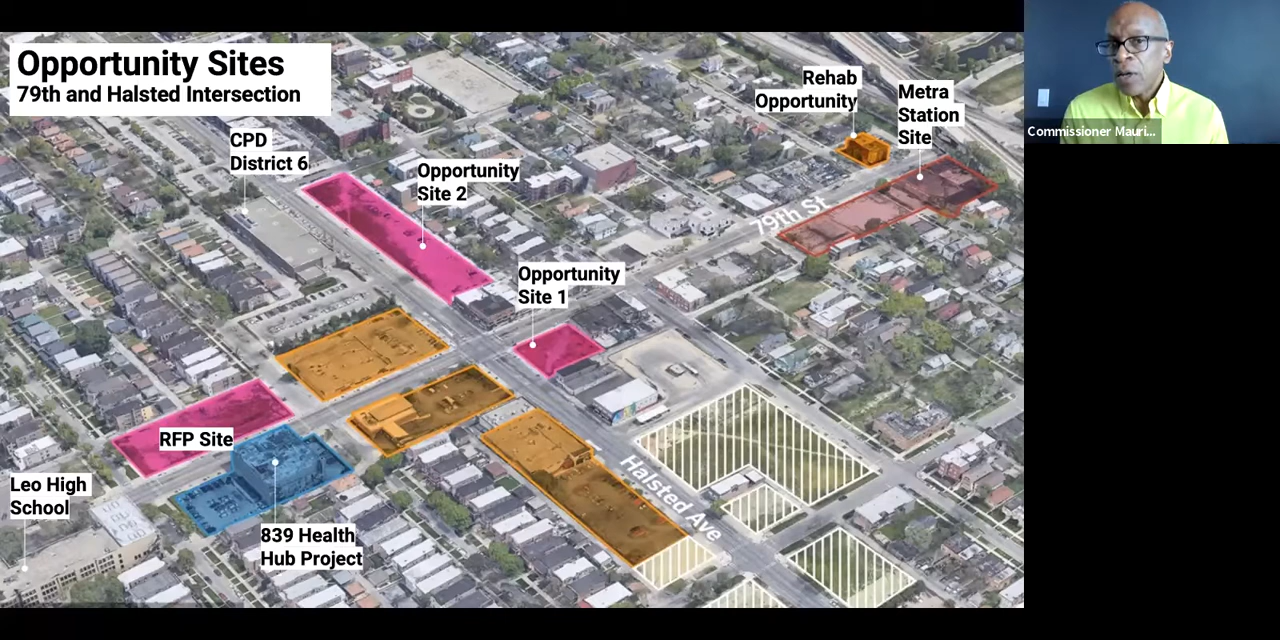 Opportunity Sites
79th and Halsted Intersection
CPD
District 6
Opportunity
Site 2
Rehab
Opportunity
Metra
Station
Site
79th St
Opportunity
Site 1
RFP Site
Halsted Ave
Leo High
School
839 Health
Hub Project
Commissioner Mauri...